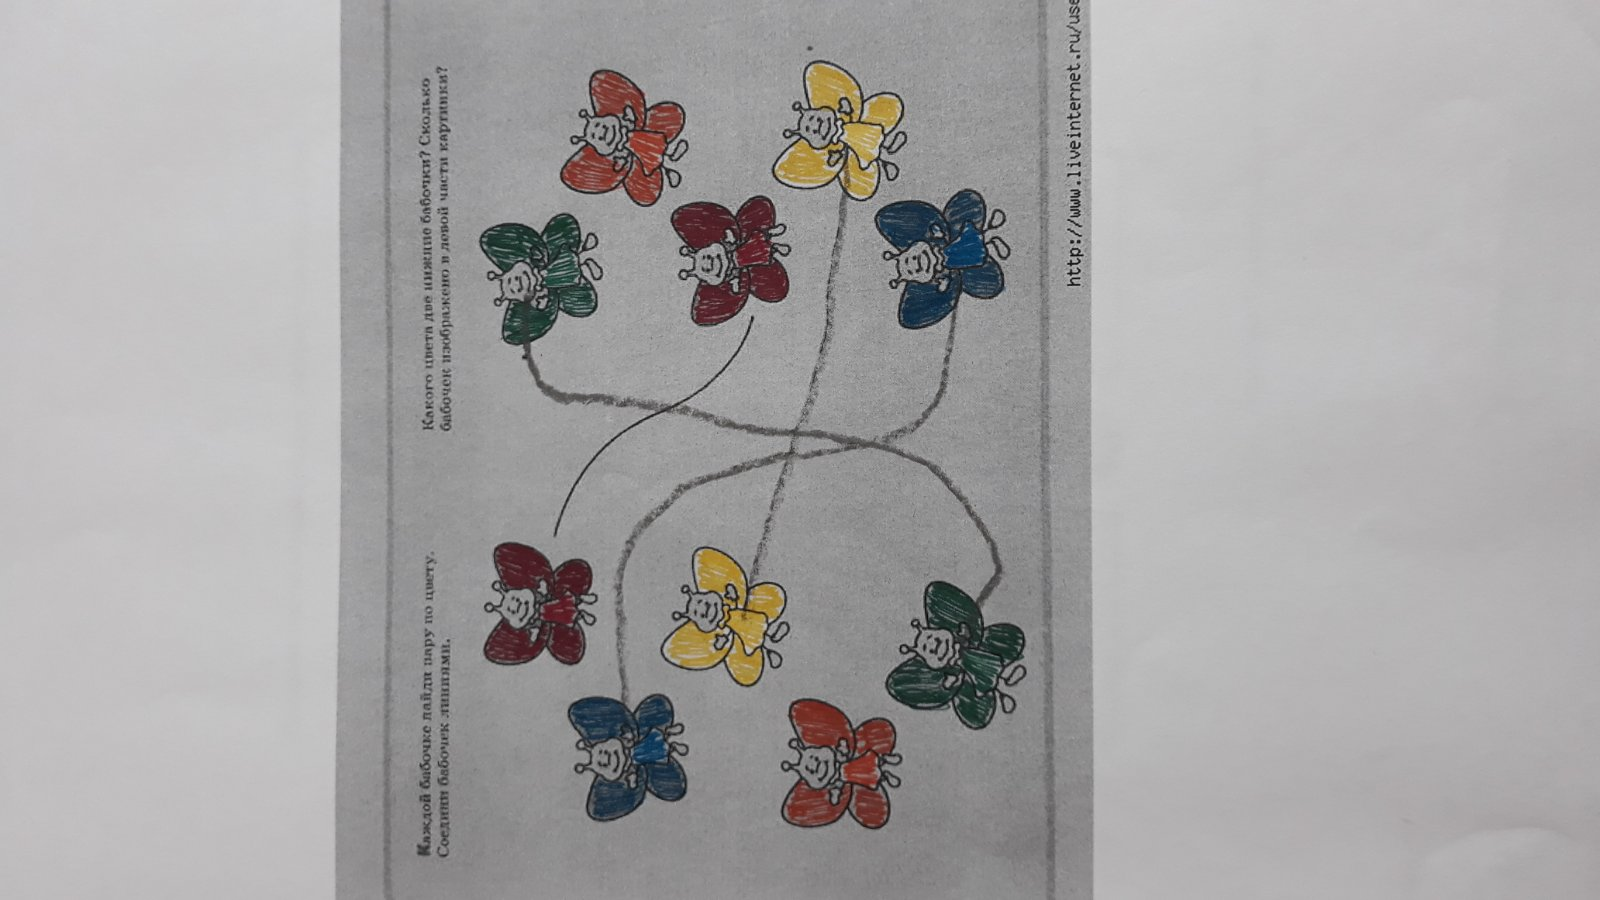 Каждой бабочке найди пару по цвету.
Соедини бабочек линиями.
Какого цвета две нижние бабочки? Сколько
бабочек изображено в левой части картинки?
http://www.liveinternet.ru/use